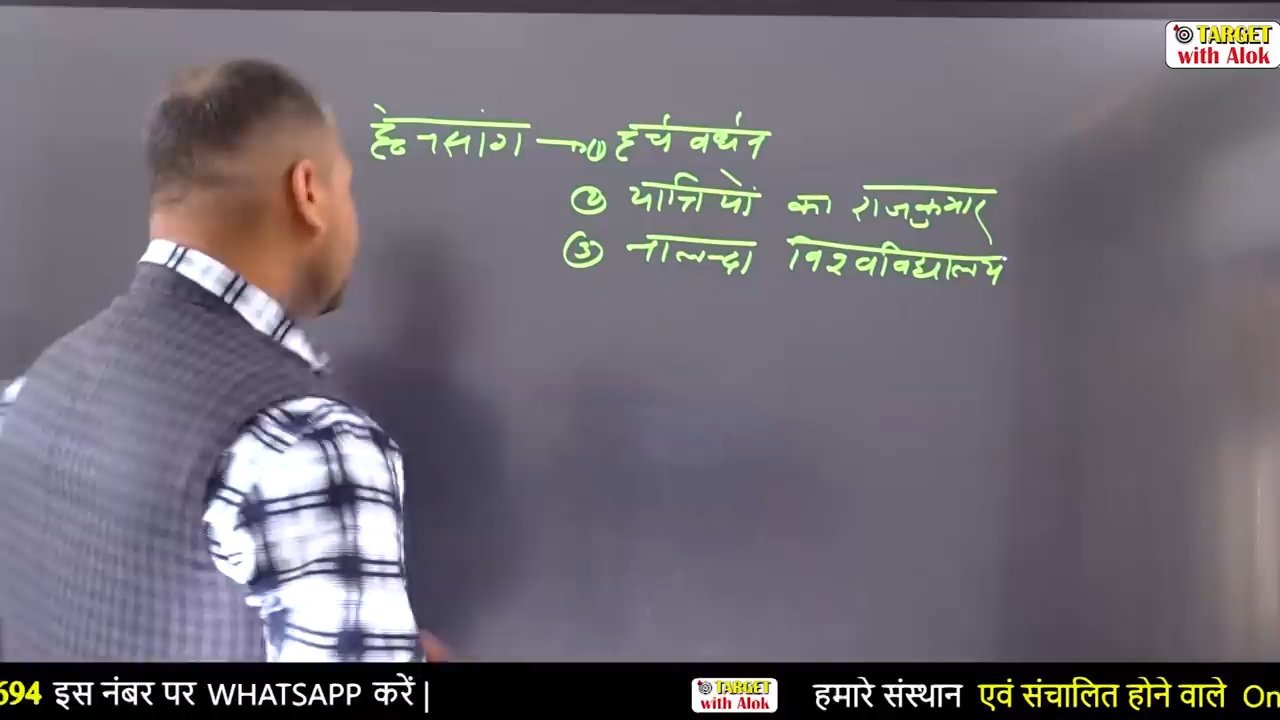 TARGET
with Alok
ह्वेनसांग → ① हर्षवर्धन
② यात्रियों का राजकुमार
③ नालन्दा विश्वविद्यालय
694 इस नंबर पर WHATSAPP करें | TARGET with Alok हमारे संस्थान एवं संचालित होने वाले On